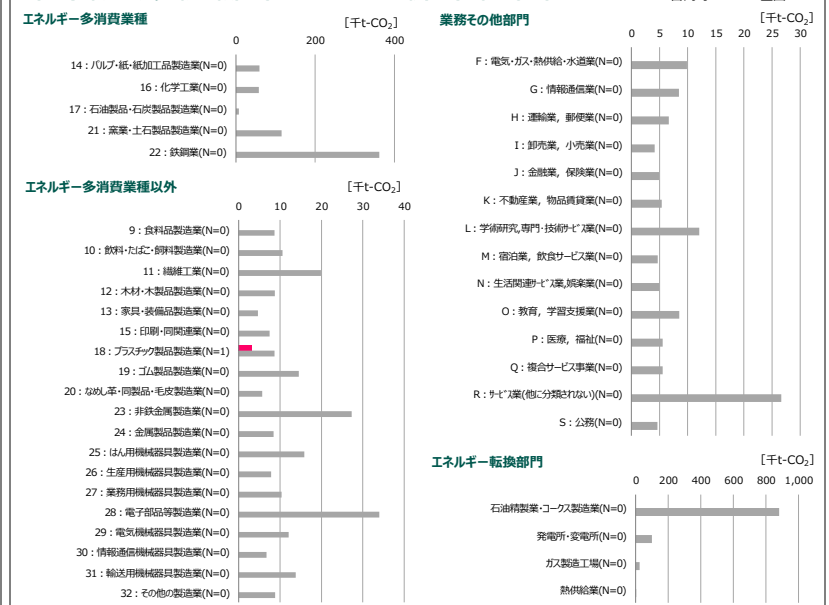 エネルギー多消費業種
[千t-CO₂]
0 200 400
14：パルプ・紙・紙加工品製造業(N=0)
16：化学工業(N=0)
17：石油製品・石炭製品製造業(N=0)
21：窯業・土石製品製造業(N=0)
22：鉄鋼業(N=0)
エネルギー多消費業種以外
[千t-CO₂]
0 10 20 30 40
9：食料品製造業(N=0)
10：飲料・たばこ・飼料製造業(N=0)
11：繊維工業(N=0)
12：木材・木製品製造業(N=0)
13：家具・装備品製造業(N=0)
15：印刷・同関連業(N=0)
18：プラスチック製品製造業(N=1)
19：ゴム製品製造業(N=0)
20：なめし革・同製品・毛皮製造業(N=0)
23：非鉄金属製造業(N=0)
24：金属製品製造業(N=0)
25：はん用機械器具製造業(N=0)
26：生産用機械器具製造業(N=0)
27：業務用機械器具製造業(N=0)
28：電子部品等製造業(N=0)
29：電気機械器具製造業(N=0)
30：情報通信機械器具製造業(N=0)
31：輸送用機械器具製造業(N=0)
32：その他の製造業(N=0)
業務その他部門
[千t-CO₂]
0 5 10 15 20 25 30
F：電気・ガス・熱供給・水道業(N=0)
G：情報通信業(N=0)
H：運輸業，郵便業(N=0)
I：卸売業，小売業(N=0)
J：金融業，保険業(N=0)
K：不動産業，物品賃貸業(N=0)
L：学術研究,専門・技術ｻｰﾋﾞｽ業(N=0)
M：宿泊業，飲食サービス業(N=0)
N：生活関連ｻｰﾋﾞｽ業,娯楽業(N=0)
O：教育，学習支援業(N=0)
P：医療，福祉(N=0)
Q：複合サービス事業(N=0)
R：ｻｰﾋﾞｽ業(他に分類されない)(N=0)
S：公務(N=0)
エネルギー転換部門
[千t-CO₂]
0 200 400 600 800 1,000
石油精製業・コークス製造業(N=0)
発電所・変電所(N=0)
ガス製造工場(N=0)
熱供給業(N=0)